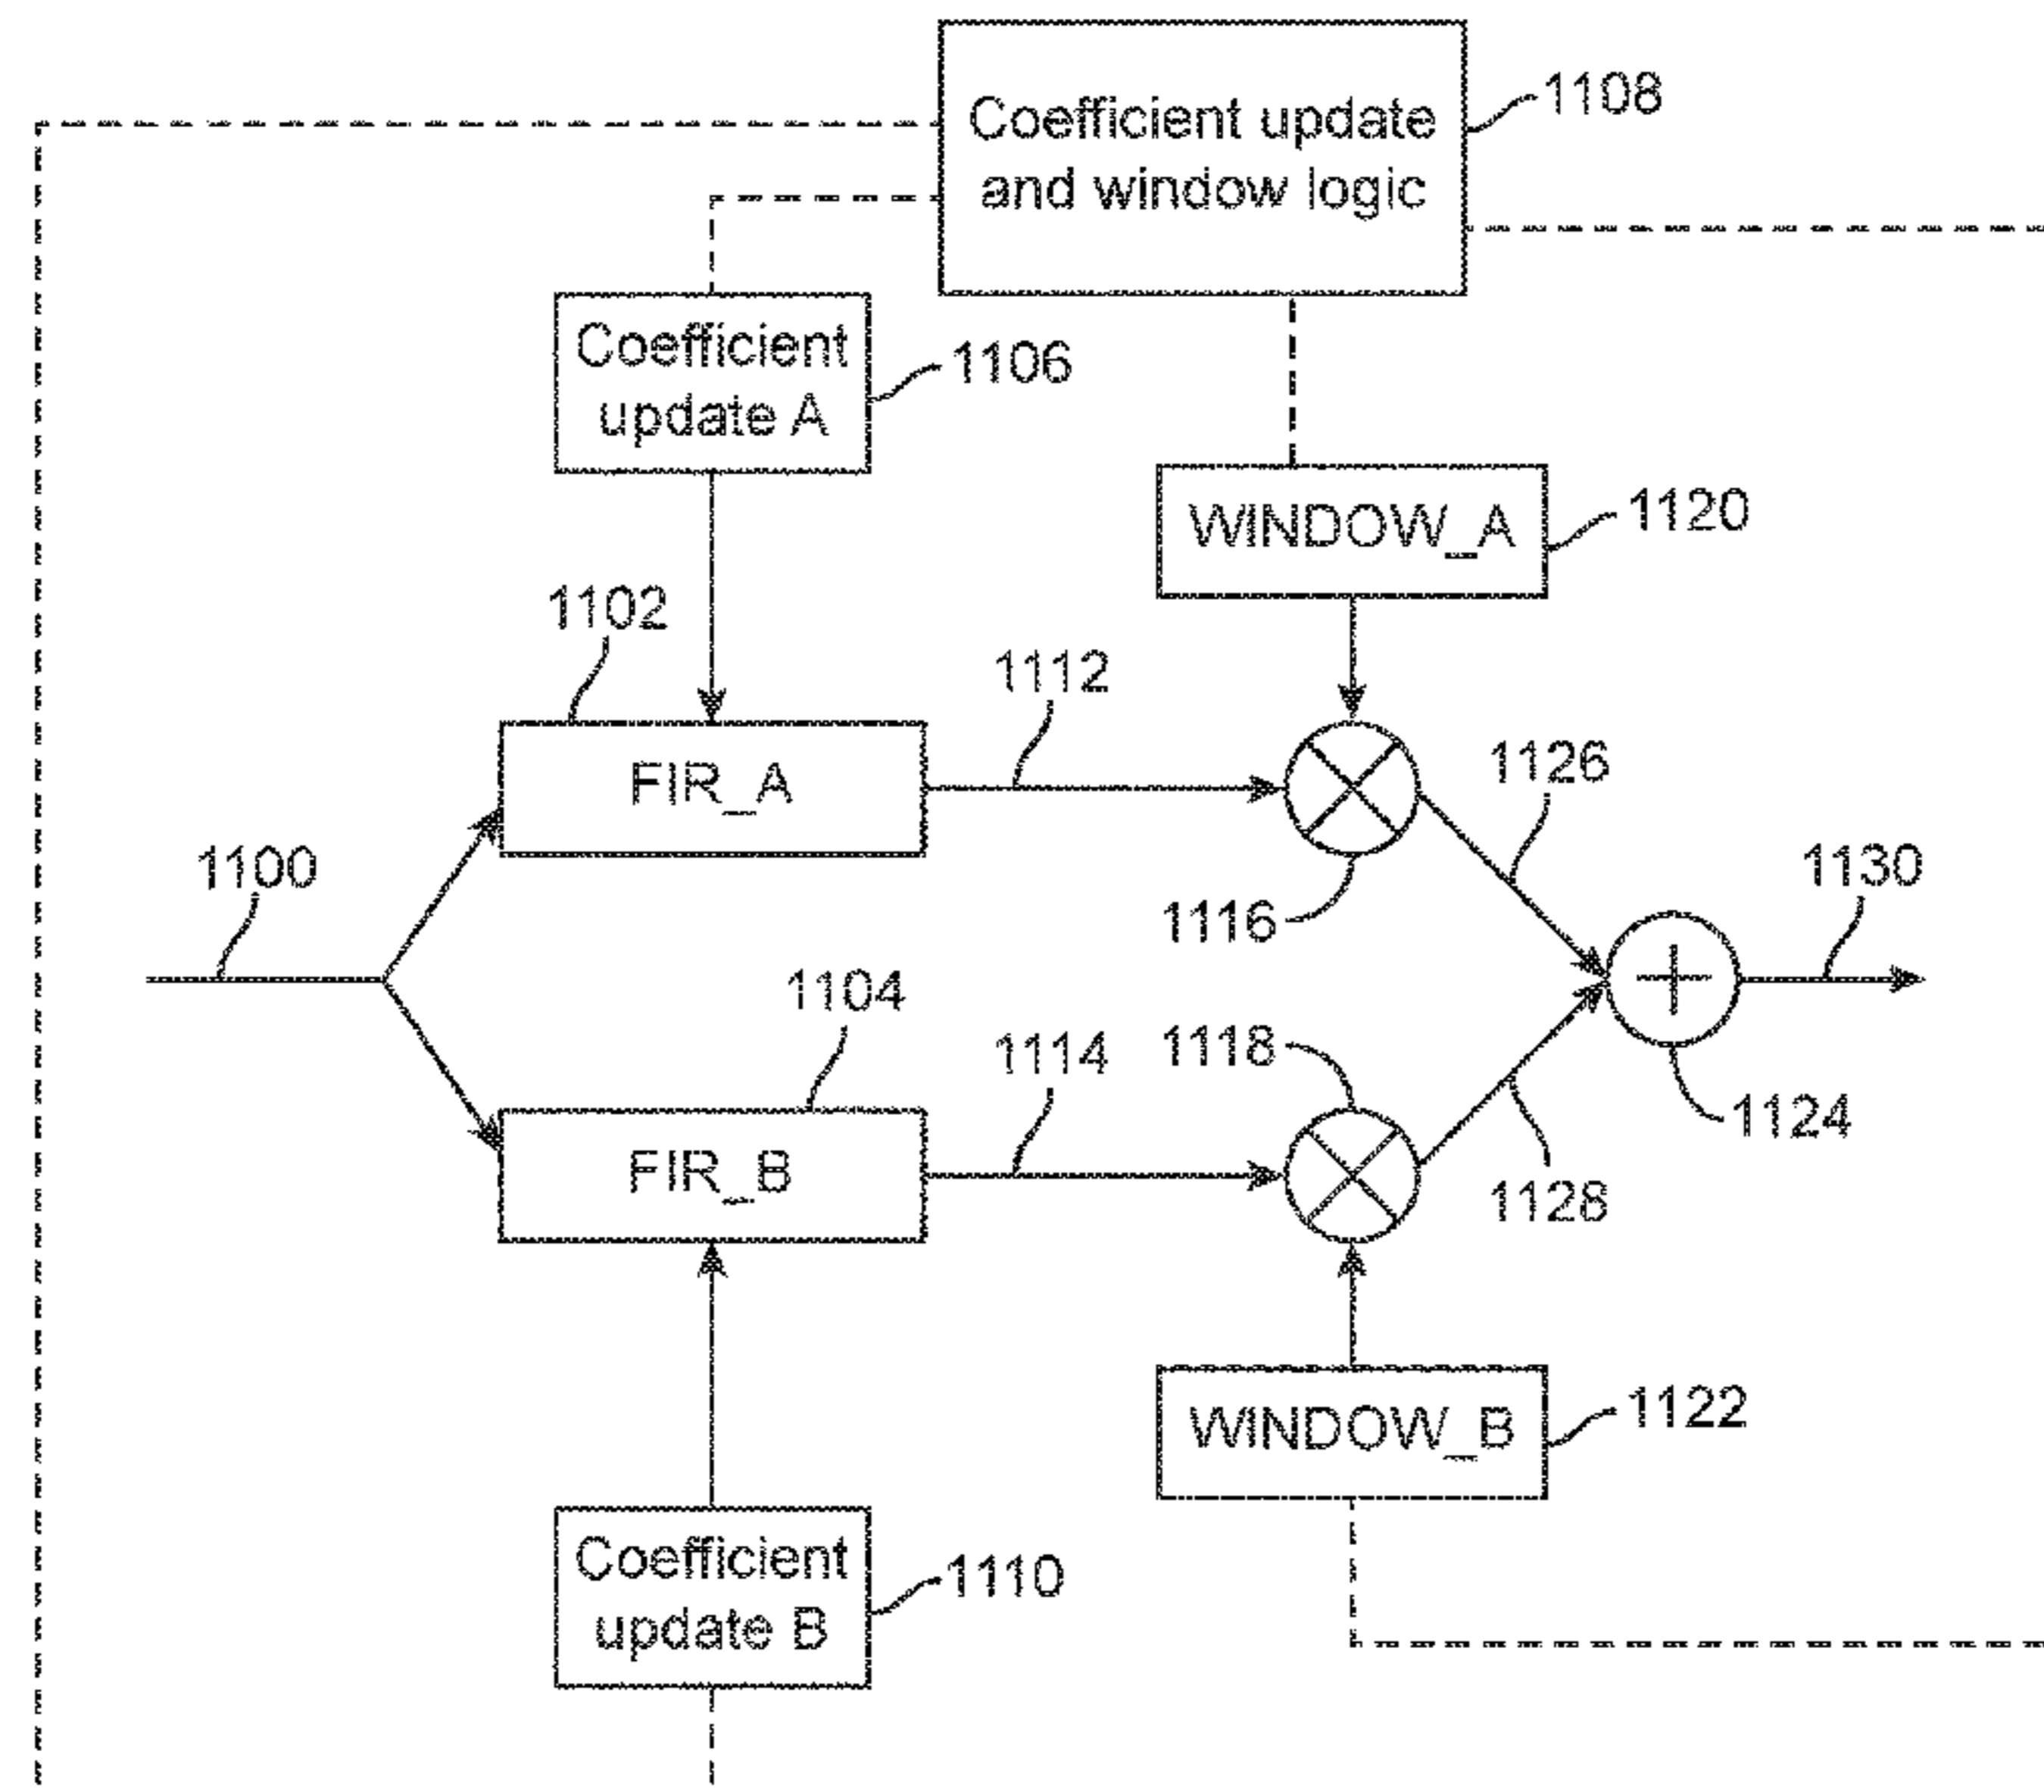 Coefficient update
and window logic
1108
Coefficient
update A
1106
WINDOW_A
1120
1102
1112
FIR_A
1126
1100
1116
1130
1104
1114
1118
1124
FIR_B
1128
WINDOW_B
1122
Coefficient
update B
1110